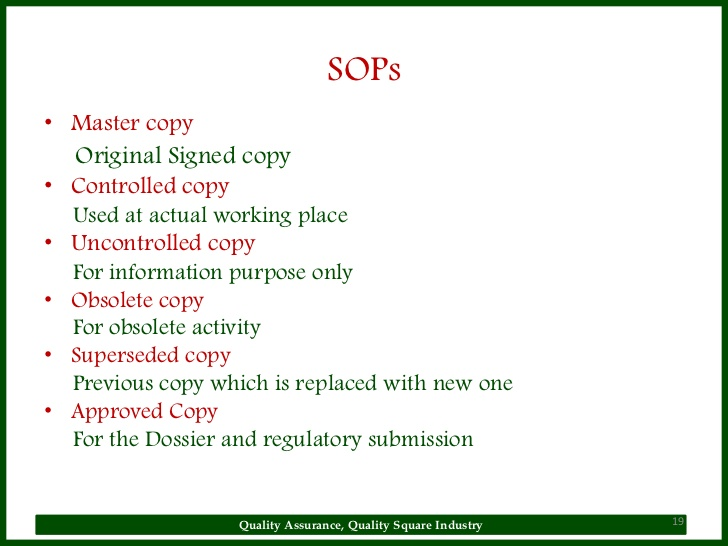 SOPs
• Master copy
Original Signed copy
• Controlled copy
Used at actual working place
• Uncontrolled copy
For information purpose only
• Obsolete copy
For obsolete activity
• Superseded copy
Previous copy which is replaced with new one
• Approved Copy
For the Dossier and regulatory submission
Quality Assurance, Quality Square Industry
19